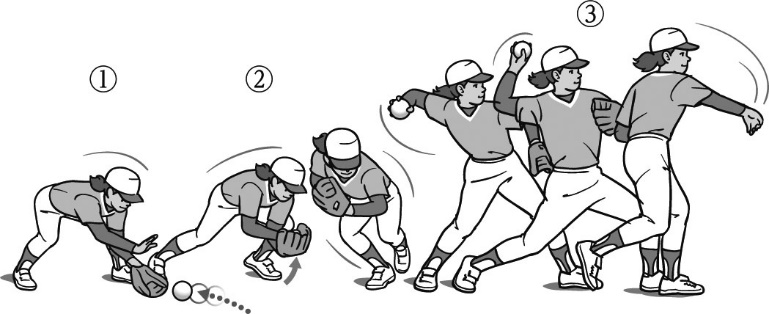 ①
②
③